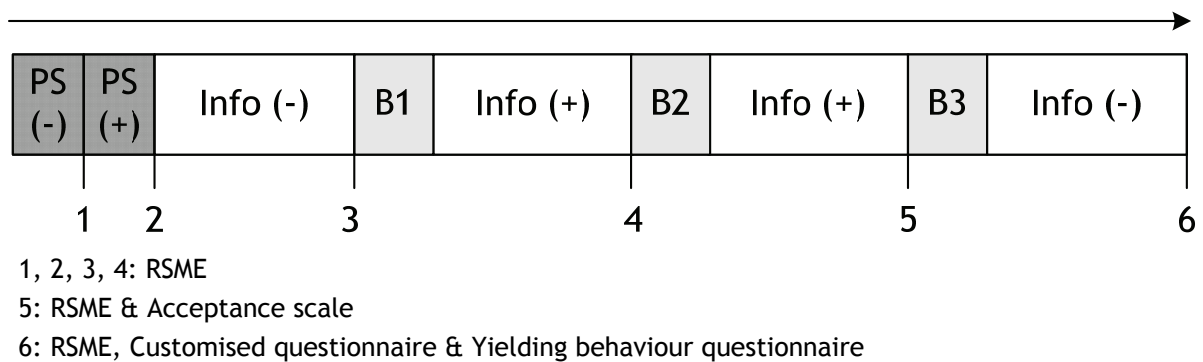 PS (-) PS (+) Info (-) B1 Info (+) B2 Info (+) B3 Info (-)
1 2 3 4 5 6
1, 2, 3, 4: RSME
5: RSME & Acceptance scale
6: RSME, Customised questionnaire & Yielding behaviour questionnaire